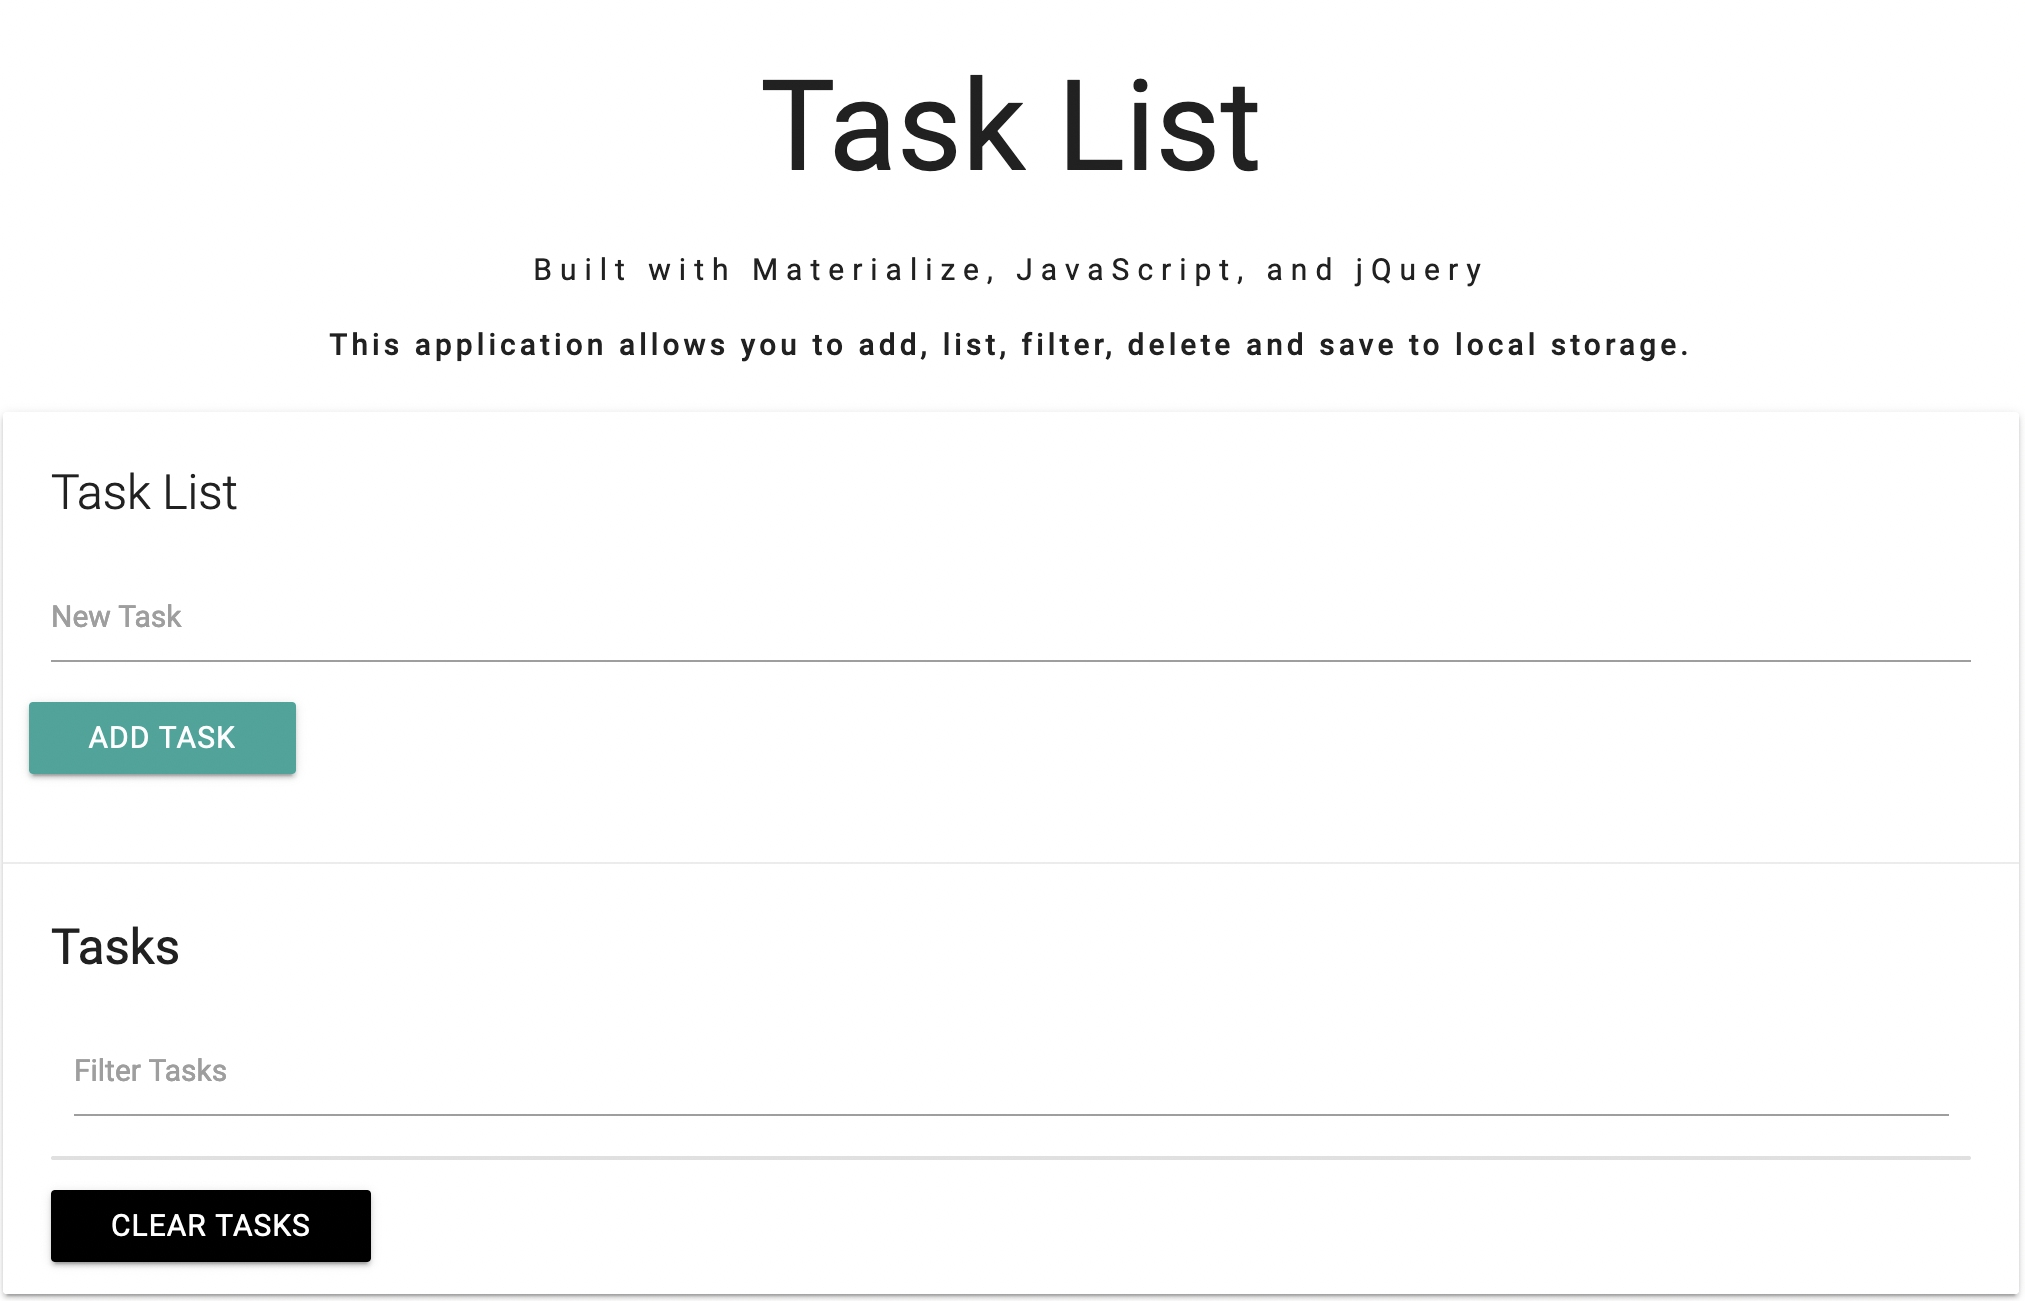 Task List
Built with Materialize, JavaScript, and jQuery
This application allows you to add, list, filter, delete and save to local storage.
Task List
New Task
ADD TASK
Tasks
Filter Tasks
CLEAR TASKS